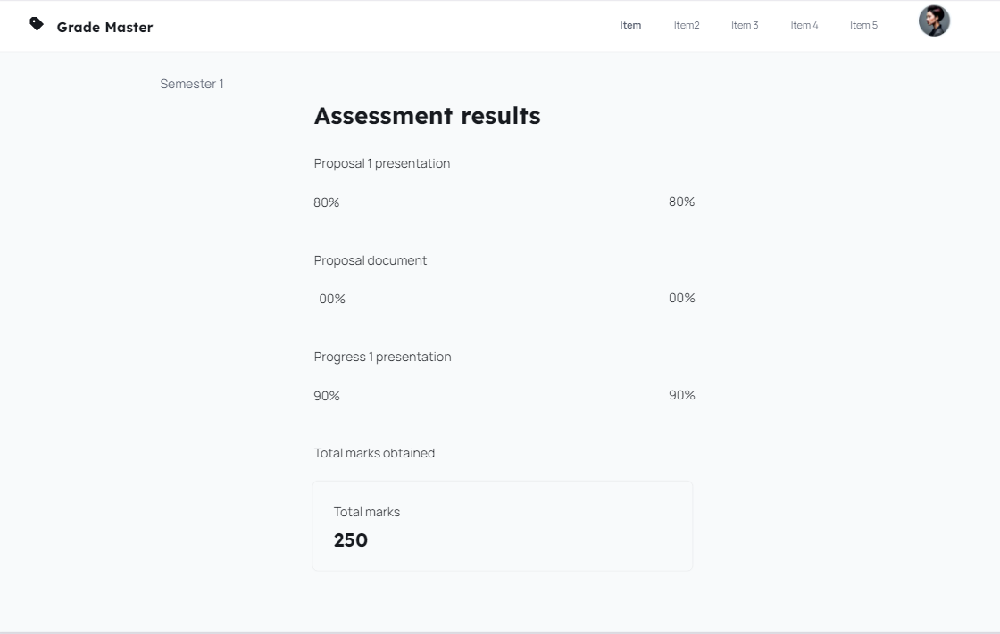 Grade Master Item Item2 Item 3 Item 4 Item 5
Semester 1
Assessment results
Proposal 1 presentation
80% 80%
Proposal document
00% 00%
Progress 1 presentation
90% 90%
Total marks obtained
Total marks
250